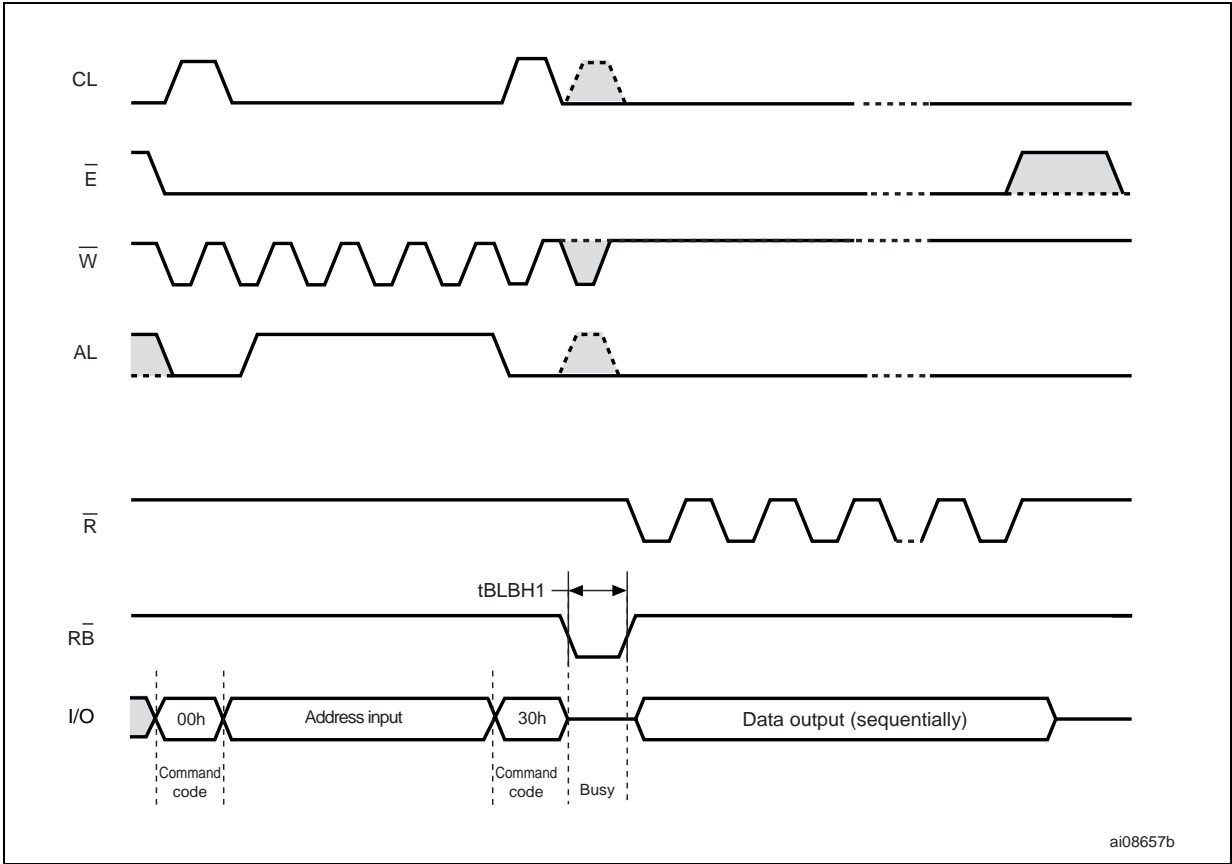 CL
E̅
W̅
AL
R̅
tBLBH1
RB̅
I/O
00h
Address input
30h
Data output (sequentially)
Command
code
Command
code
Busy
ai08657b